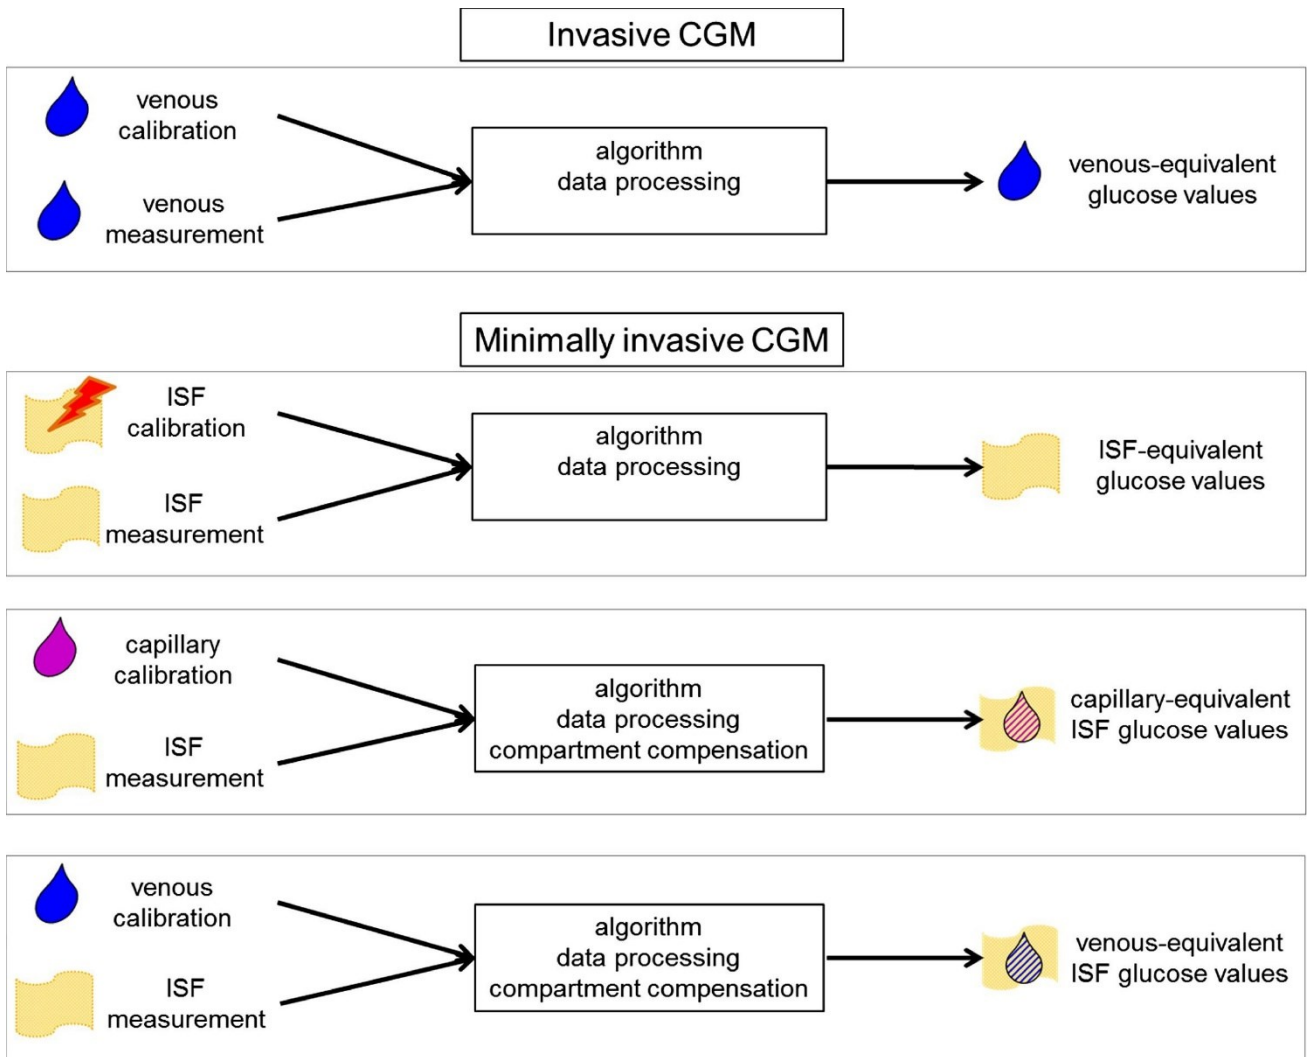 Invasive CGM
venous
calibration
venous
measurement
algorithm
data processing
venous-equivalent
glucose values
Minimally invasive CGM
ISF
calibration
ISF
measurement
algorithm
data processing
ISF-equivalent
glucose values
capillary
calibration
ISF
measurement
algorithm
data processing
compartment compensation
capillary-equivalent
ISF glucose values
venous
calibration
ISF
measurement
algorithm
data processing
compartment compensation
venous-equivalent
ISF glucose values